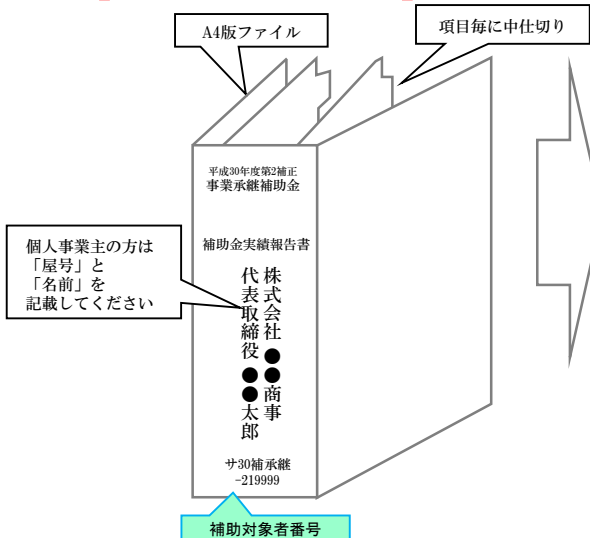 A4版ファイル
項目毎に中仕切り
平成30年度第2補正
事業承継補助金
補助金実績報告書
個人事業主の方は
「屋号」と
「名前」を
記載してください
株式会社 ●●商事
代表取締役 ●●太郎
サ30補承継
-219999
補助対象者番号